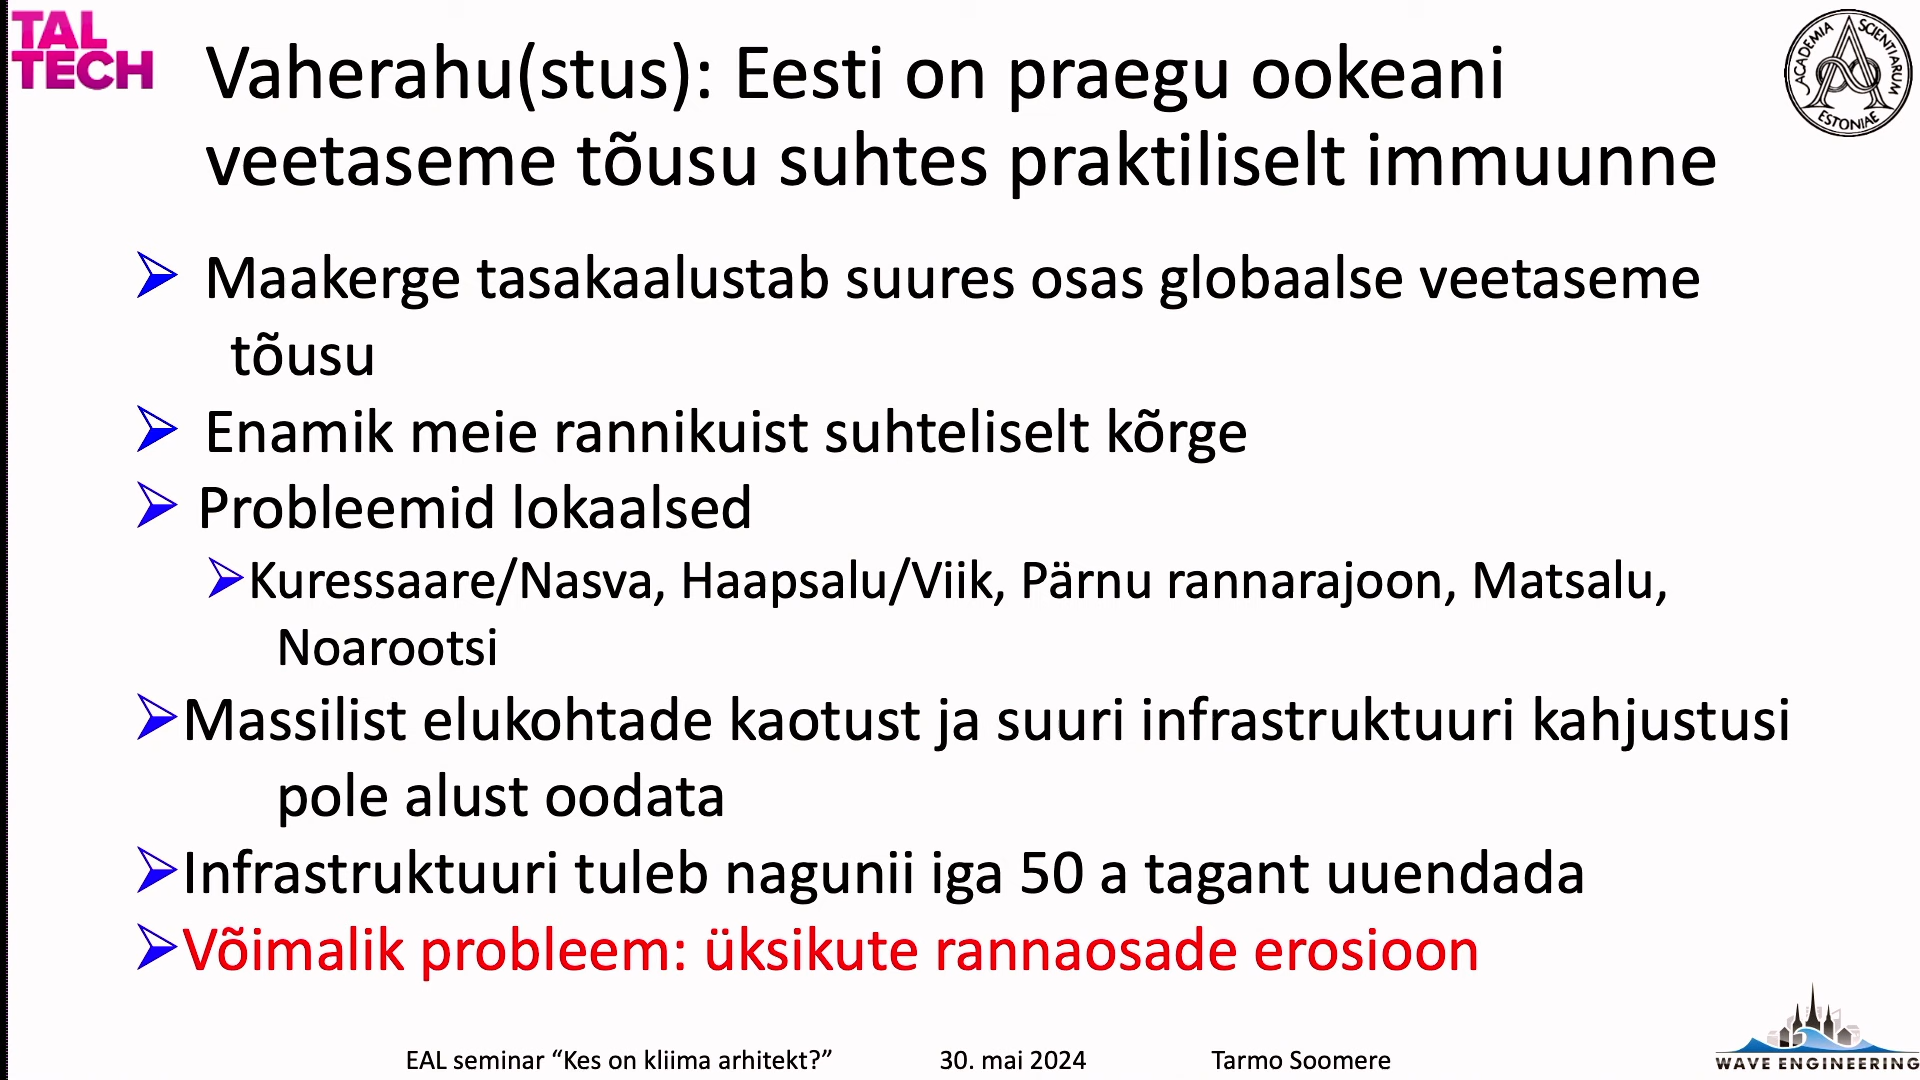 TAL
TECH
Vaherahu(stus): Eesti on praegu ookeani
veetaseme tõusu suhtes praktiliselt immuunne
ACADEMIA SCIENTIARUM ESTONIAE
Maakerge tasakaalustab suures osas globaalse veetaseme
tõusu
Enamik meie rannikuist suhteliselt kõrge
Probleemid lokaalsed
Kuressaare/Nasva, Haapsalu/Viik, Pärnu rannarajoon, Matsalu,
Noarootsi
Massilist elukohtade kaotust ja suuri infrastruktuuri kahjustusi
pole alust oodata
Infrastruktuuri tuleb nagunii iga 50 a tagant uuendada
Võimalik probleem: üksikute rannaosade erosioon
EAL seminar “Kes on kliima arhitekt?” 30. mai 2024 Tarmo Soomere
WAVE ENGINEERING